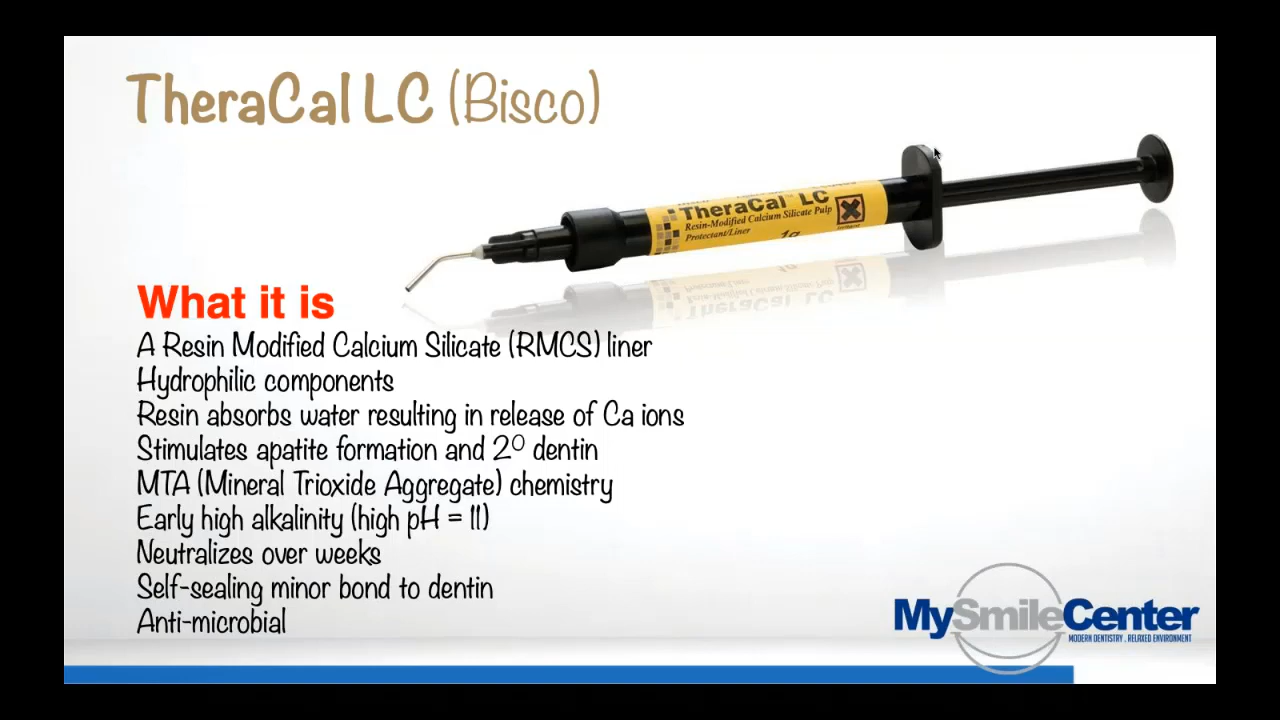 TheraCal LC (Bisco)
TheraCal™ LC
Resin-Modified Calcium Silicate Pulp
Protectant/Liner
1g
What it is
A Resin Modified Calcium Silicate (RMCS) liner
Hydrophilic components
Resin absorbs water resulting in release of Ca ions
Stimulates apatite formation and 2º dentin
MTA (Mineral Trioxide Aggregate) chemistry
Early high alkalinity (high pH = 11)
Neutralizes over weeks
Self-sealing minor bond to dentin
Anti-microbial
MySmileCenter
MODERN DENTISTRY . RELAXED ENVIRONMENT